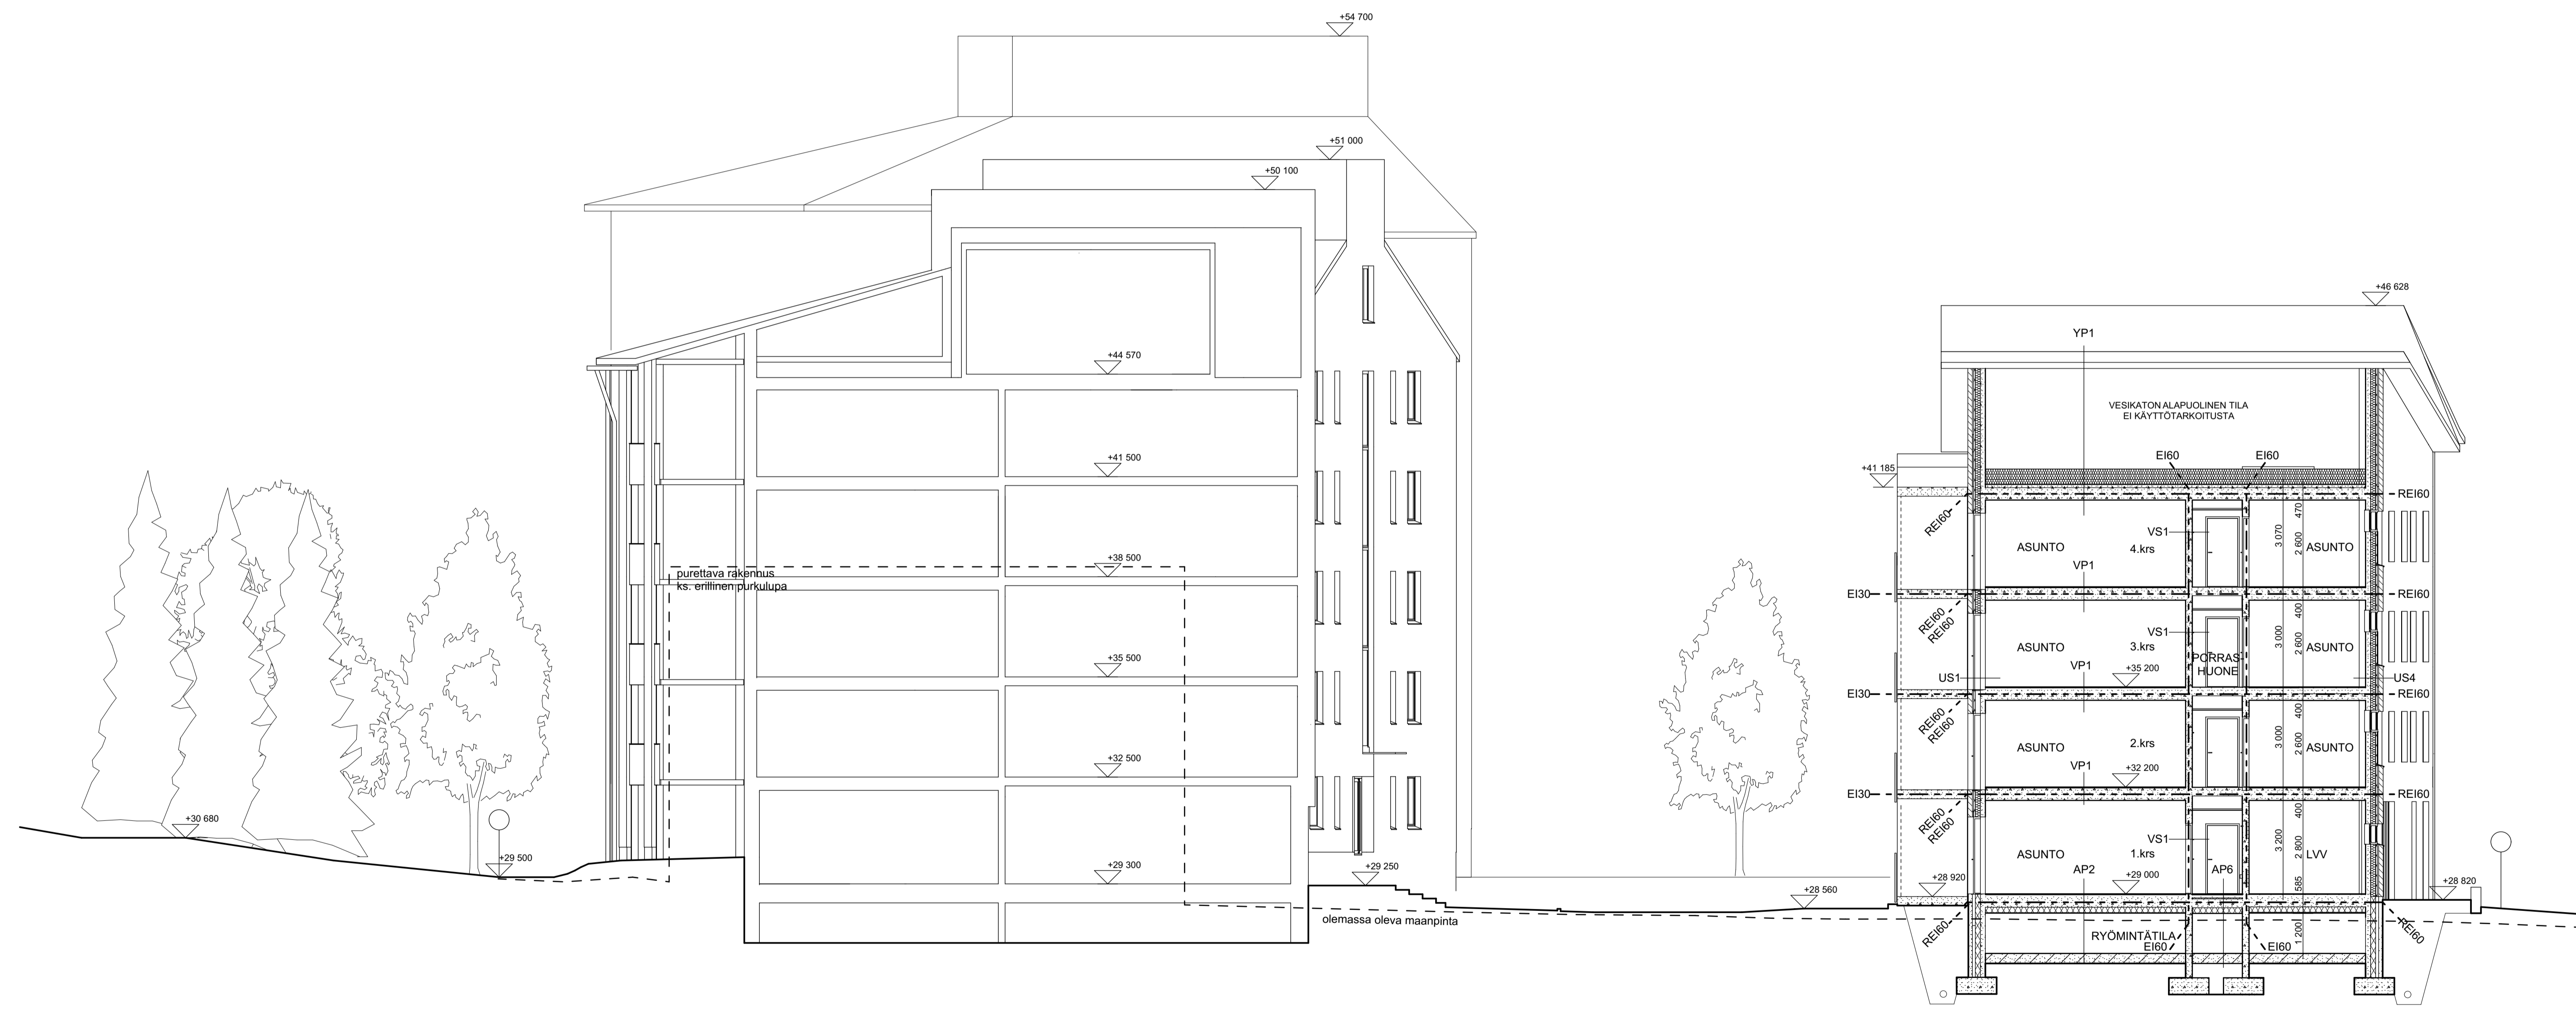 +54 700
+51 000
+50 100
+44 570
+41 500
+38 500
purettava rakennus
ks. erillinen purkulupa
+35 500
+32 500
+30 680
+29 500
+29 300
+29 250
olemassa oleva maanpinta
+28 560
+46 628
YP1
VESIKATON ALAPUOLINEN TILA
EI KÄYTTÖTARKOITUSTA
EI60
EI60
+41 185
REI60
REI60
470
VS1
3 070
2 600
ASUNTO
4.krs
ASUNTO
VP1
EI30
REI60
REI60
REI60
400
VS1
3 000
2 600
ASUNTO
3.krs
ASUNTO
PORRAS-
HUONE
VP1
+35 200
US1
US4
EI30
REI60
REI60
REI60
400
3 000
2 600
ASUNTO
2.krs
ASUNTO
VP1
+32 200
EI30
REI60
REI60
REI60
400
VS1
3 200
2 800
ASUNTO
1.krs
LVV
AP2
AP6
+29 000
+28 920
+28 820
585
REI60
REI60
RYÖMINTÄTILA
1 200
EI60
EI60